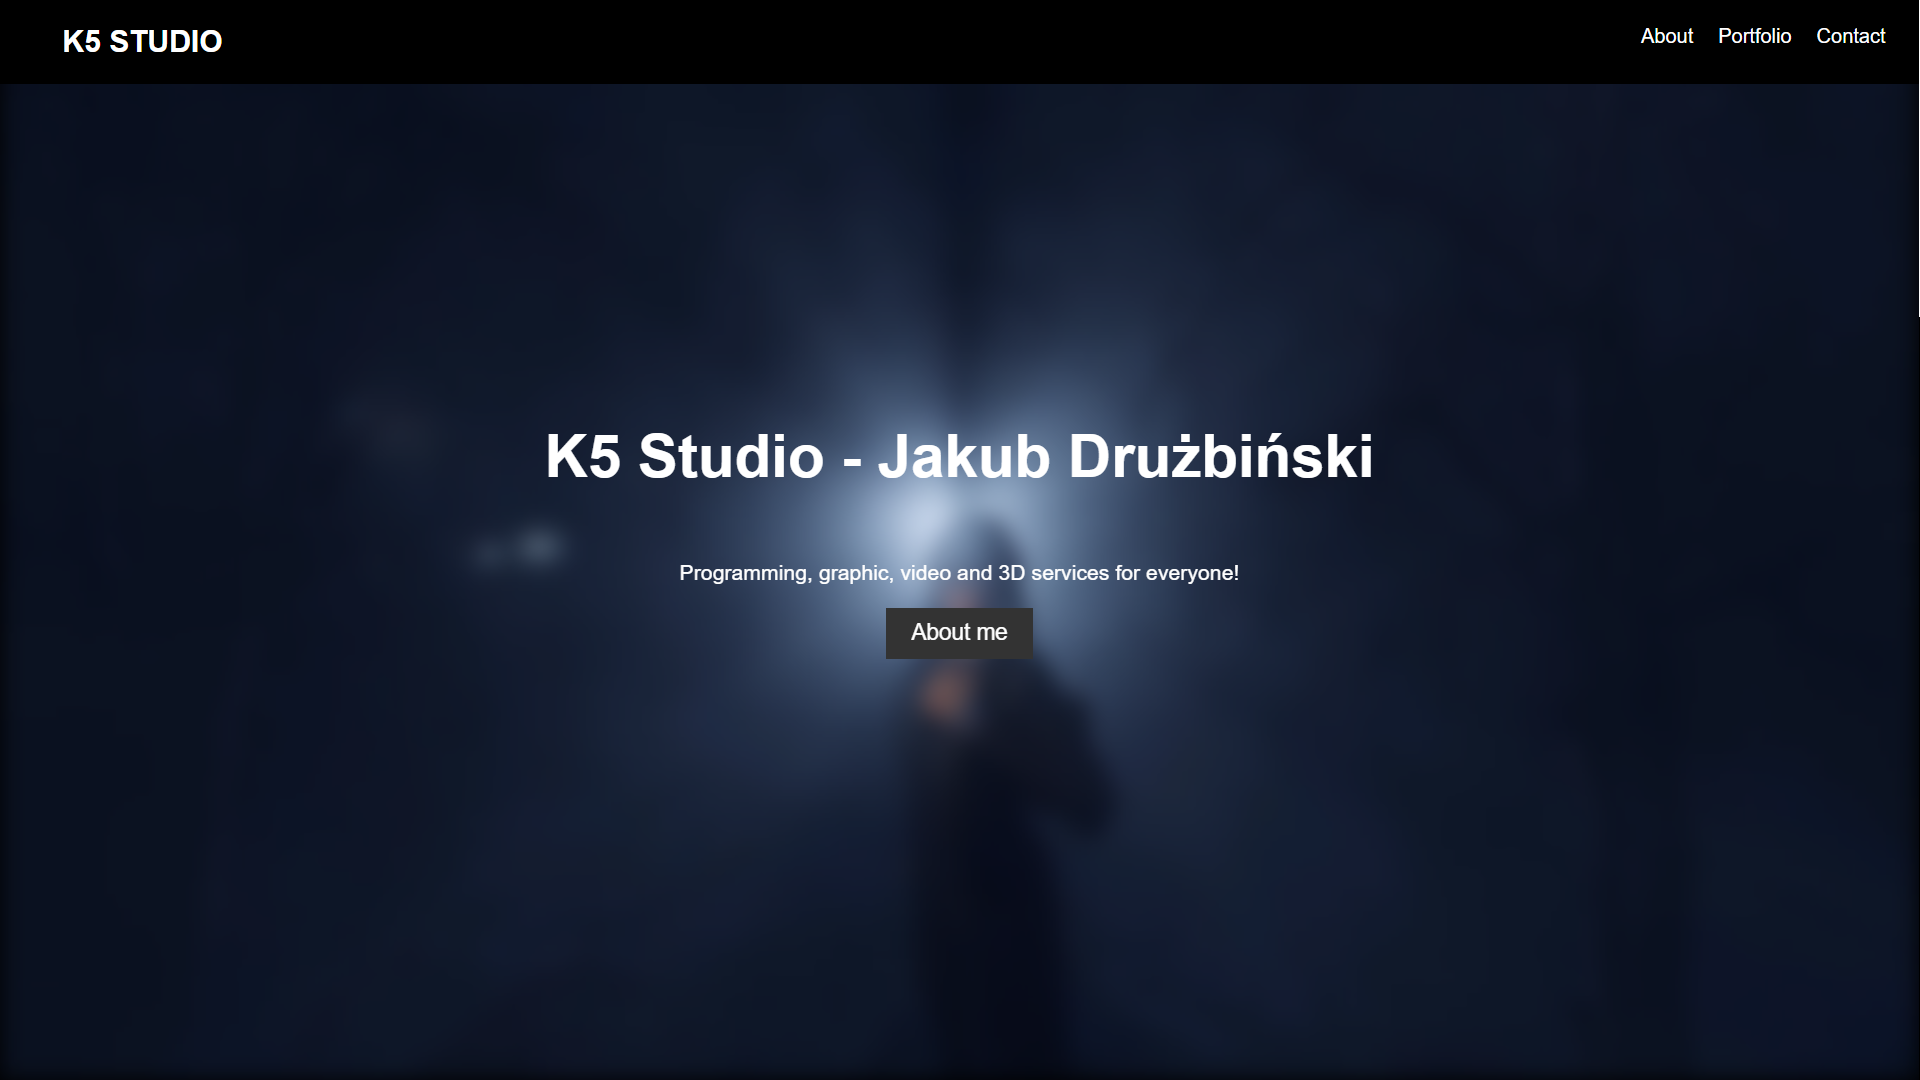 K5 STUDIO
About Portfolio Contact
K5 Studio - Jakub Drużbiński
Programming, graphic, video and 3D services for everyone!
About me